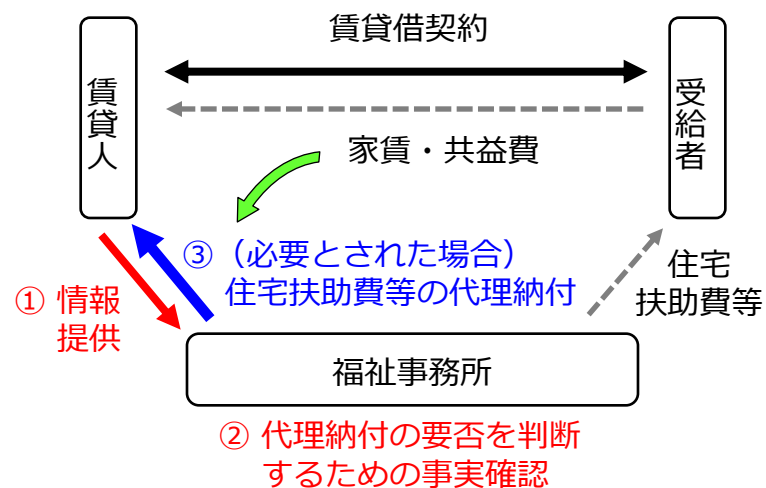 賃貸借契約
賃貸人
受給者
家賃・共益費
③（必要とされた場合）
住宅扶助費等の代理納付
① 情報
提供
住宅
扶助費等
福祉事務所
② 代理納付の要否を判断
するための事実確認